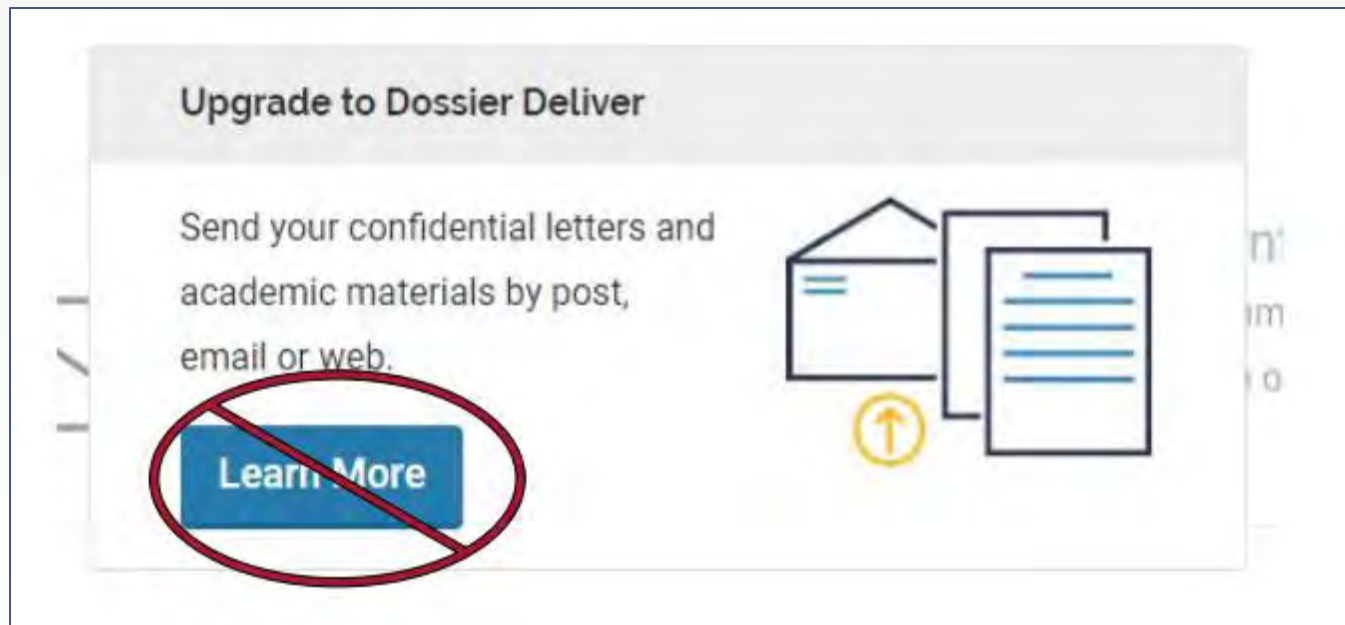 Upgrade to Dossier Deliver
Send your confidential letters and
academic materials by post,
email or web.
Learn More